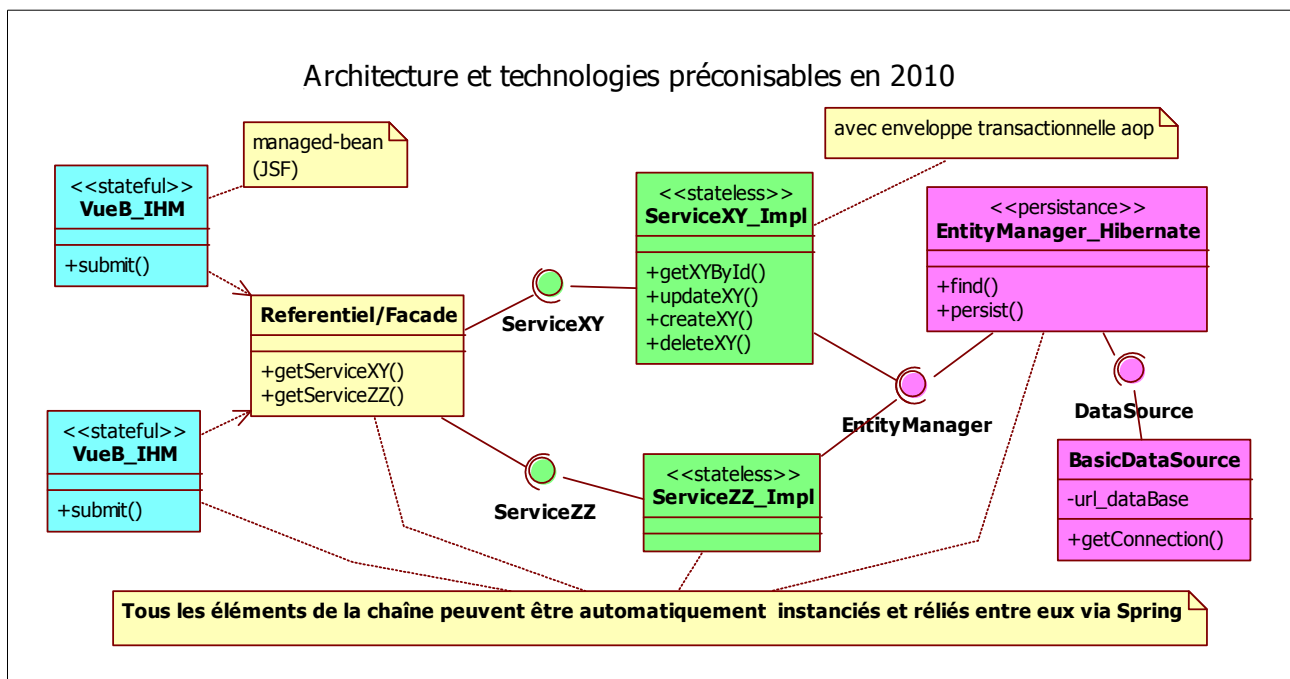 Architecture et technologies préconisables en 2010
managed-bean
(JSF)
avec enveloppe transactionnelle aop
<<stateful>>
VueB_IHM
+submit()
<<stateless>>
ServiceXY_Impl
+getXYById()
+updateXY()
+createXY()
+deleteXY()
<<persistance>>
EntityManager_Hibernate
+find()
+persist()
Referentiel/Facade
+getServiceXY()
+getServiceZZ()
ServiceXY
EntityManager
DataSource
<<stateful>>
VueB_IHM
+submit()
ServiceZZ
<<stateless>>
ServiceZZ_Impl
BasicDataSource
-url_dataBase
+getConnection()
Tous les éléments de la chaîne peuvent être automatiquement instanciés et réliés entre eux via Spring